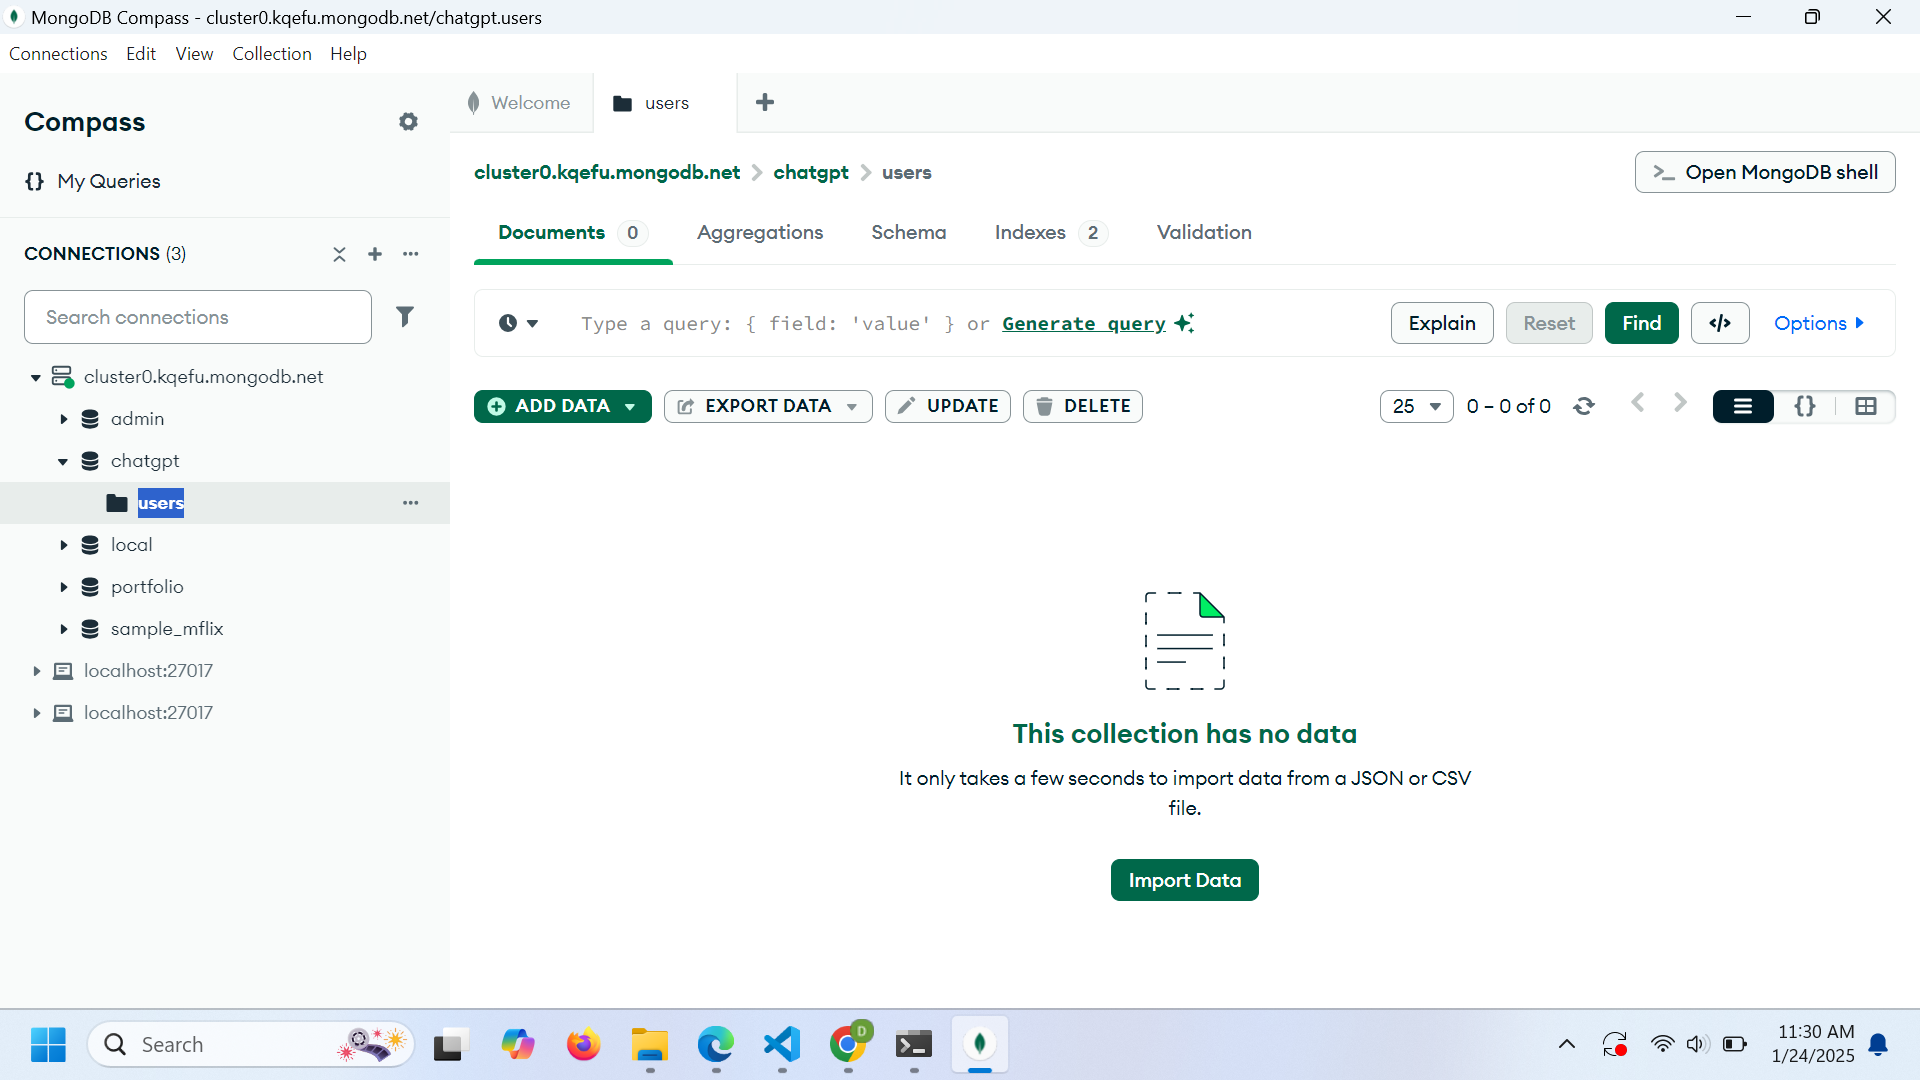 MongoDB Compass - cluster0.kqefu.mongodb.net/chatgpt.users
Connections Edit View Collection Help
Compass
My Queries
CONNECTIONS (3)
Search connections
cluster0.kqefu.mongodb.net
admin
chatgpt
users
local
portfolio
sample_mflix
localhost:27017
localhost:27017
Welcome
users
cluster0.kqefu.mongodb.net > chatgpt > users
>_ Open MongoDB shell
Documents 0 Aggregations Schema Indexes 2 Validation
Type a query: { field: 'value' } or Generate query
Explain Reset Find </> Options
ADD DATA EXPORT DATA UPDATE DELETE
25 0 – 0 of 0
This collection has no data
It only takes a few seconds to import data from a JSON or CSV
file.
Import Data
Search
D
11:30 AM
1/24/2025